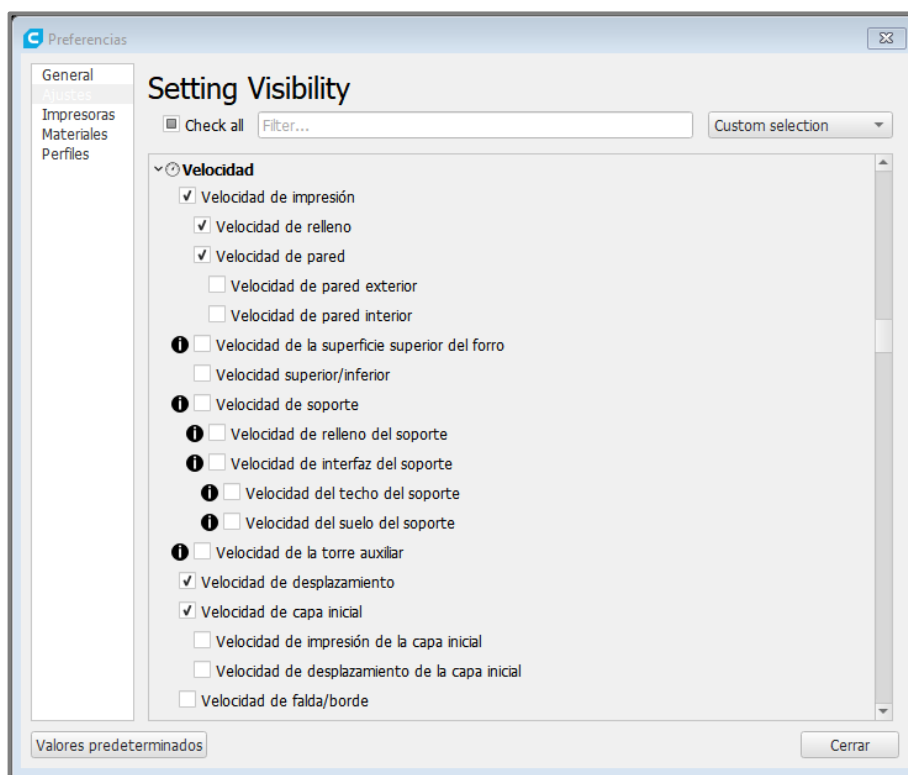 Preferencias
General
Ajustes
Impresoras
Materiales
Perfiles
Setting Visibility
Check all
Filter...
Custom selection
Velocidad
Velocidad de impresión
Velocidad de relleno
Velocidad de pared
Velocidad de pared exterior
Velocidad de pared interior
Velocidad de la superficie superior del forro
Velocidad superior/inferior
Velocidad de soporte
Velocidad de relleno del soporte
Velocidad de interfaz del soporte
Velocidad del techo del soporte
Velocidad del suelo del soporte
Velocidad de la torre auxiliar
Velocidad de desplazamiento
Velocidad de capa inicial
Velocidad de impresión de la capa inicial
Velocidad de desplazamiento de la capa inicial
Velocidad de falda/borde
Valores predeterminados
Cerrar